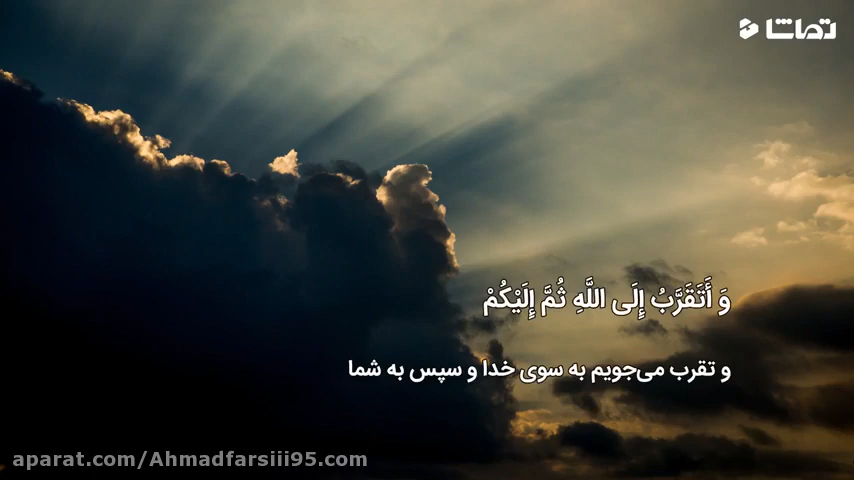 تماشا
وَ أَتَقَرَّبُ إِلَى اللَّهِ ثُمَّ إِلَيْكُمْ
و تقرب می‌جویم به سوی خدا و سپس به شما
aparat.com/Ahmadfarsiii95.com